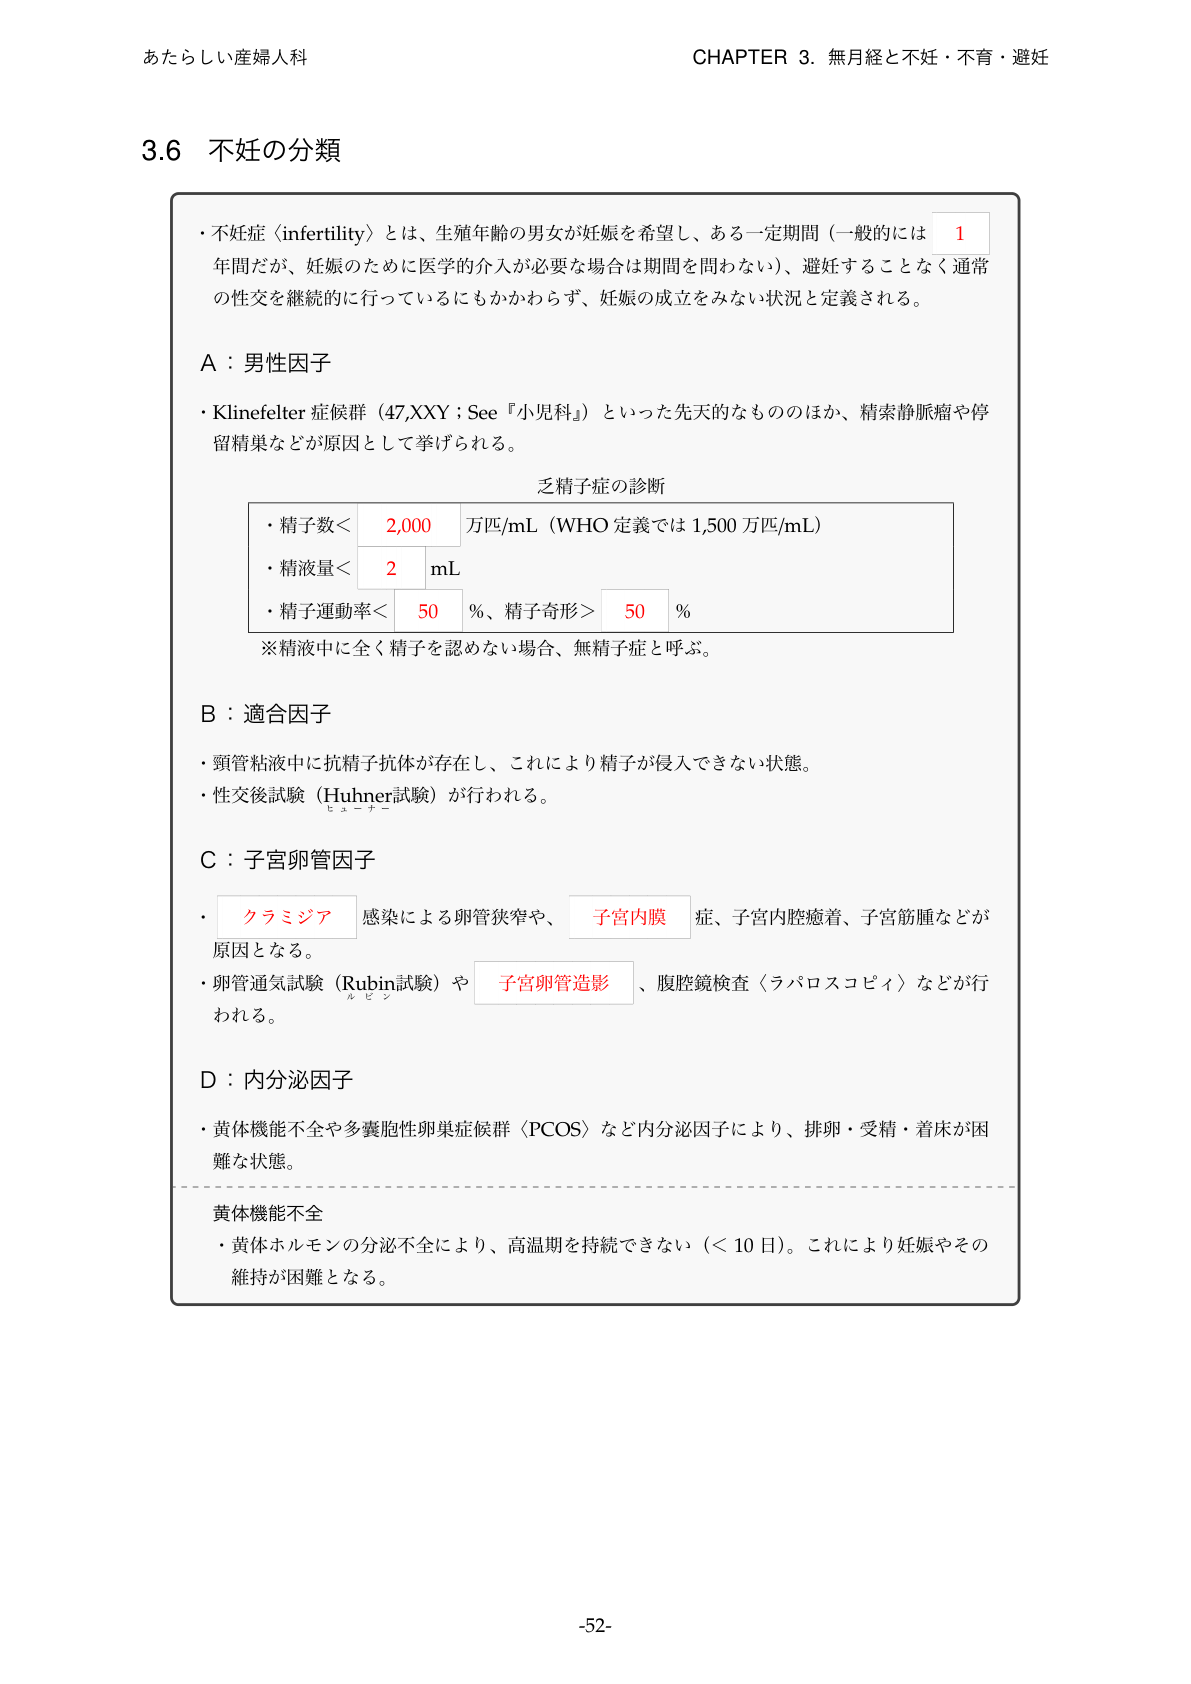 あたらしい産婦人科
CHAPTER 3. 無月経と不妊・不育・避妊
3.6 不妊の分類
・不妊症〈infertility〉とは、生殖年齢の男女が妊娠を希望し、ある一定期間（一般的には 1
年間だが、妊娠のために医学的介入が必要な場合は期間を問わない）、避妊することなく通常
の性交を継続的に行っているにもかかわらず、妊娠の成立をみない状況と定義される。
A：男性因子
・Klinefelter 症候群（47,XXY；See『小児科』）といった先天的なもののほか、精索静脈瘤や停
留精巣などが原因として挙げられる。
乏精子症の診断
・精子数＜ 2,000 万匹/mL（WHO 定義では 1,500 万匹/mL）
・精液量＜ 2 mL
・精子運動率＜ 50 %、精子奇形＞ 50 %
※精液中に全く精子を認めない場合、無精子症と呼ぶ。
B：適合因子
・頸管粘液中に抗精子抗体が存在し、これにより精子が侵入できない状態。
・性交後試験（Huhner試験）が行われる。
ヒューナー
C：子宮卵管因子
・ クラミジア 感染による卵管狭窄や、 子宮内膜 症、子宮内腔癒着、子宮筋腫などが
原因となる。
・卵管通気試験（Rubin試験）や 子宮卵管造影 、腹腔鏡検査〈ラパロスコピィ〉などが行
ルビン
われる。
D：内分泌因子
・黄体機能不全や多嚢胞性卵巣症候群〈PCOS〉など内分泌因子により、排卵・受精・着床が困
難な状態。
黄体機能不全
・黄体ホルモンの分泌不全により、高温期を持続できない（＜ 10 日）。これにより妊娠やその
維持が困難となる。
-52-